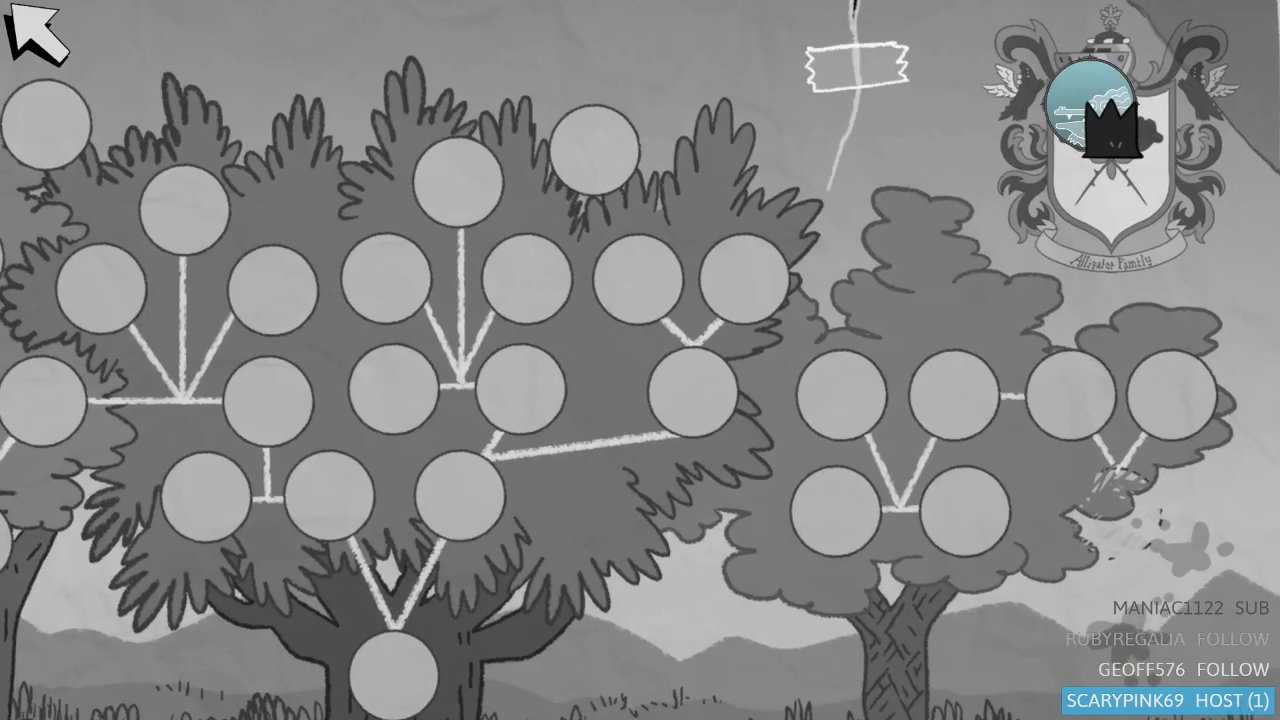 Alligator Family
MANIAC1122 SUB
RUBYREGALIA FOLLOW
GEOFF576 FOLLOW
SCARYPINK69 HOST (1)